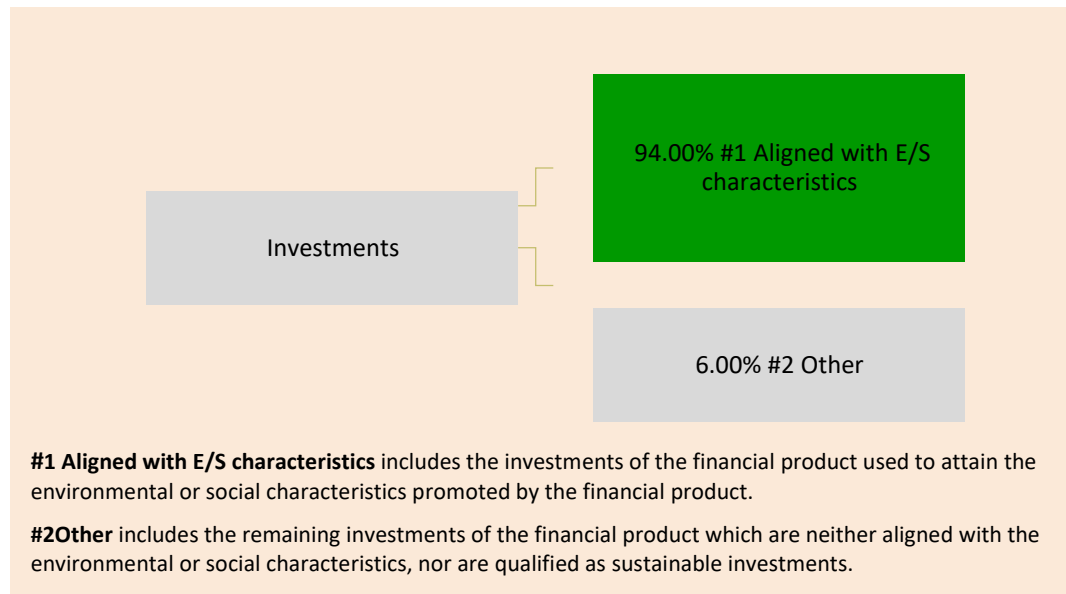 94.00% #1 Aligned with E/S
characteristics
Investments
6.00% #2 Other
#1 Aligned with E/S characteristics includes the investments of the financial product used to attain the
environmental or social characteristics promoted by the financial product.
#2Other includes the remaining investments of the financial product which are neither aligned with the
environmental or social characteristics, nor are qualified as sustainable investments.